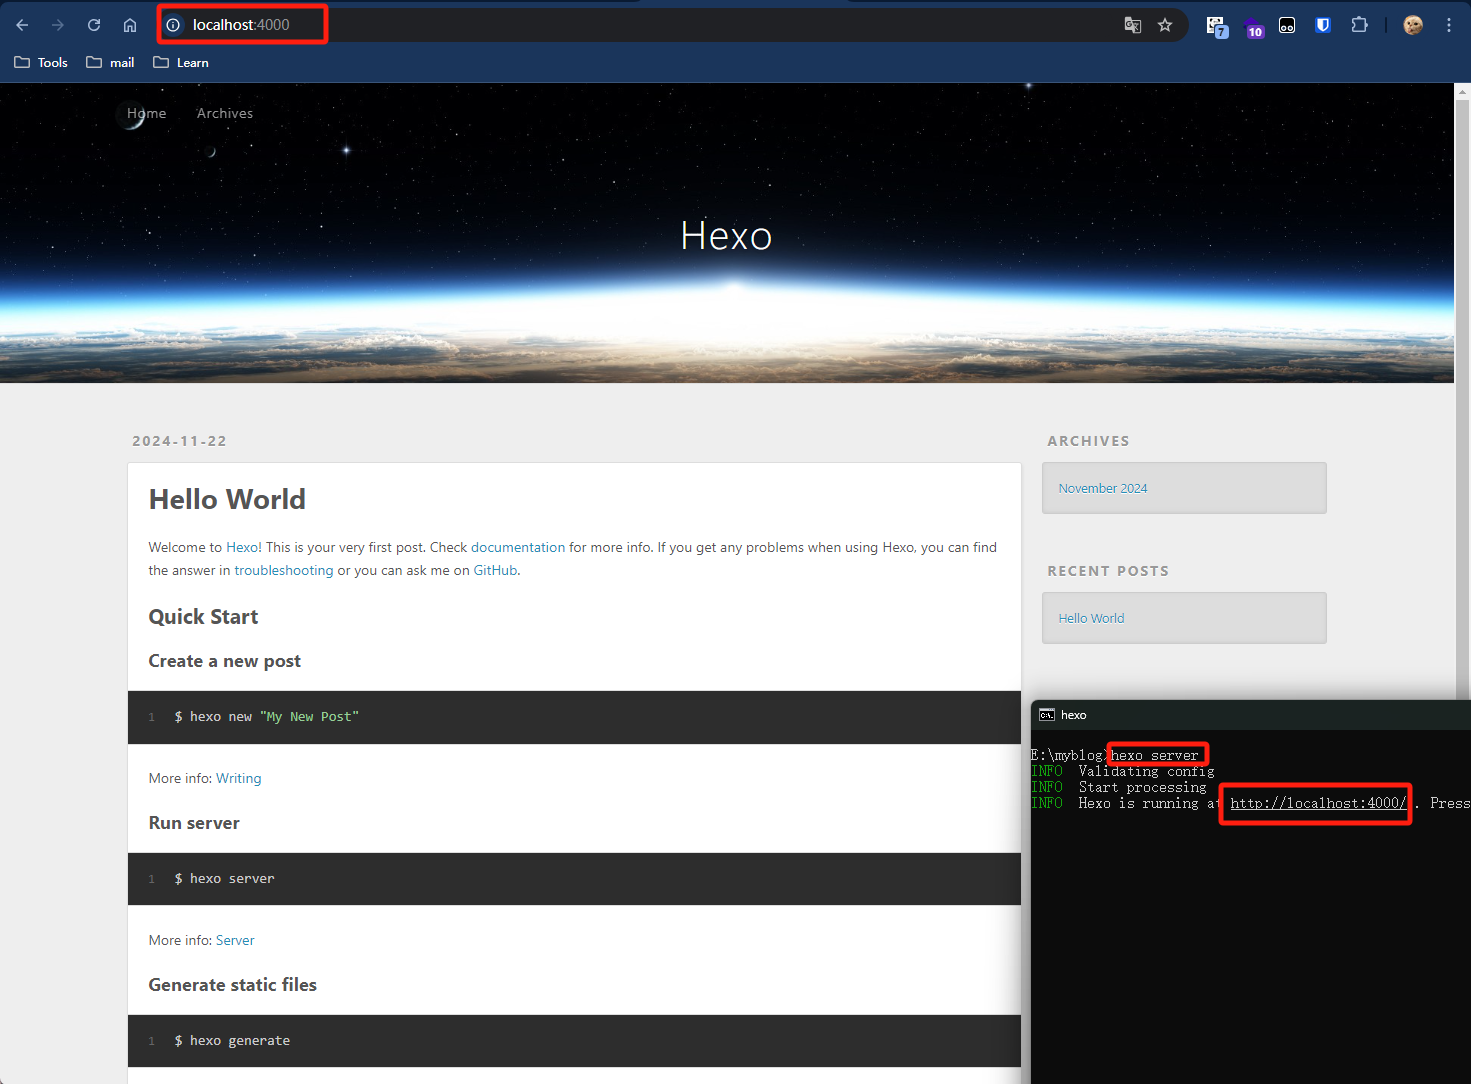 localhost:4000
7
10
Tools
mail
Learn
Home
Archives
Hexo
2024-11-22
Hello World
Welcome to Hexo! This is your very first post. Check documentation for more info. If you get any problems when using Hexo, you can find
the answer in troubleshooting or you can ask me on GitHub.
Quick Start
Create a new post
1 $ hexo new "My New Post"
More info: Writing
Run server
1 $ hexo server
More info: Server
Generate static files
1 $ hexo generate
ARCHIVES
November 2024
RECENT POSTS
Hello World
hexo
E:\myblog>hexo server
INFO Validating config
INFO Start processing
INFO Hexo is running at http://localhost:4000/ . Press